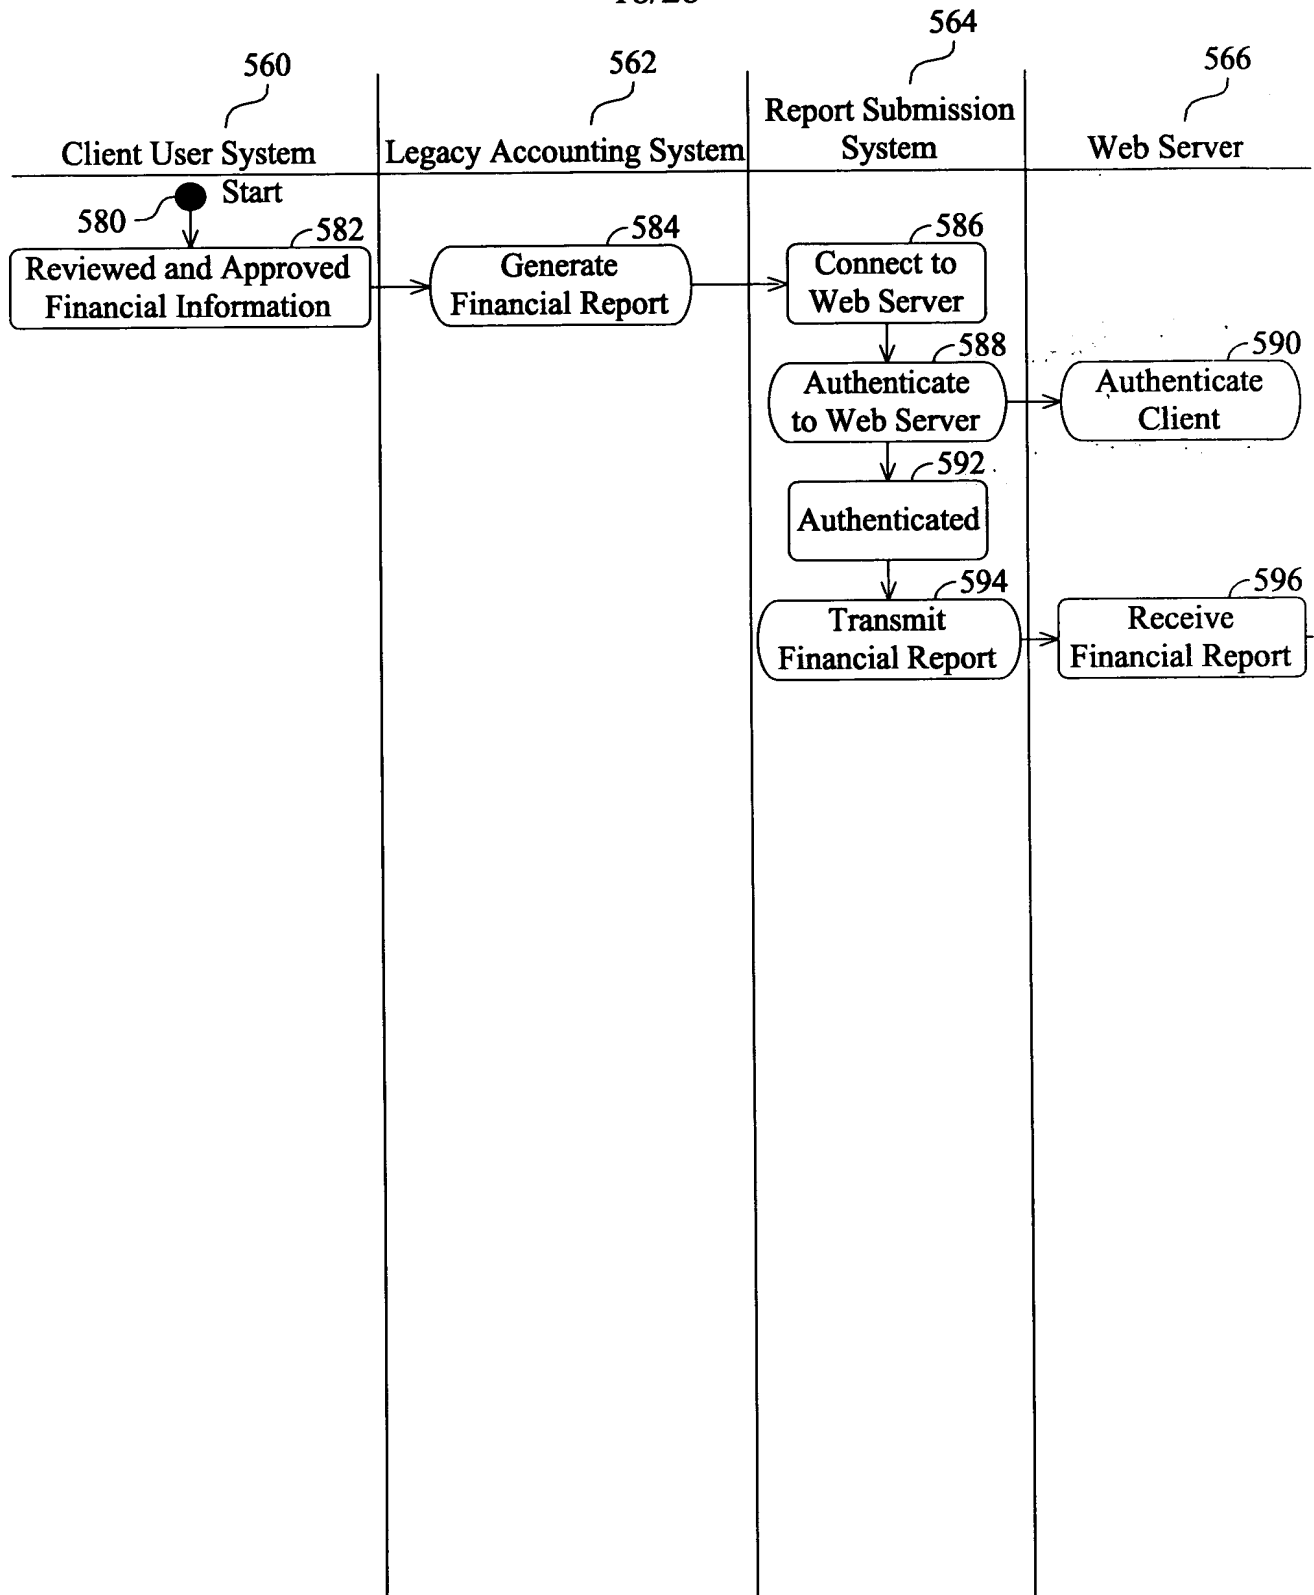 560
562
564
566
Client User System
Legacy Accounting System
Report Submission
System
Web Server
580
Start
582
Reviewed and Approved
Financial Information
584
Generate
Financial Report
586
Connect to
Web Server
588
Authenticate
to Web Server
590
Authenticate
Client
592
Authenticated
594
Transmit
Financial Report
596
Receive
Financial Report